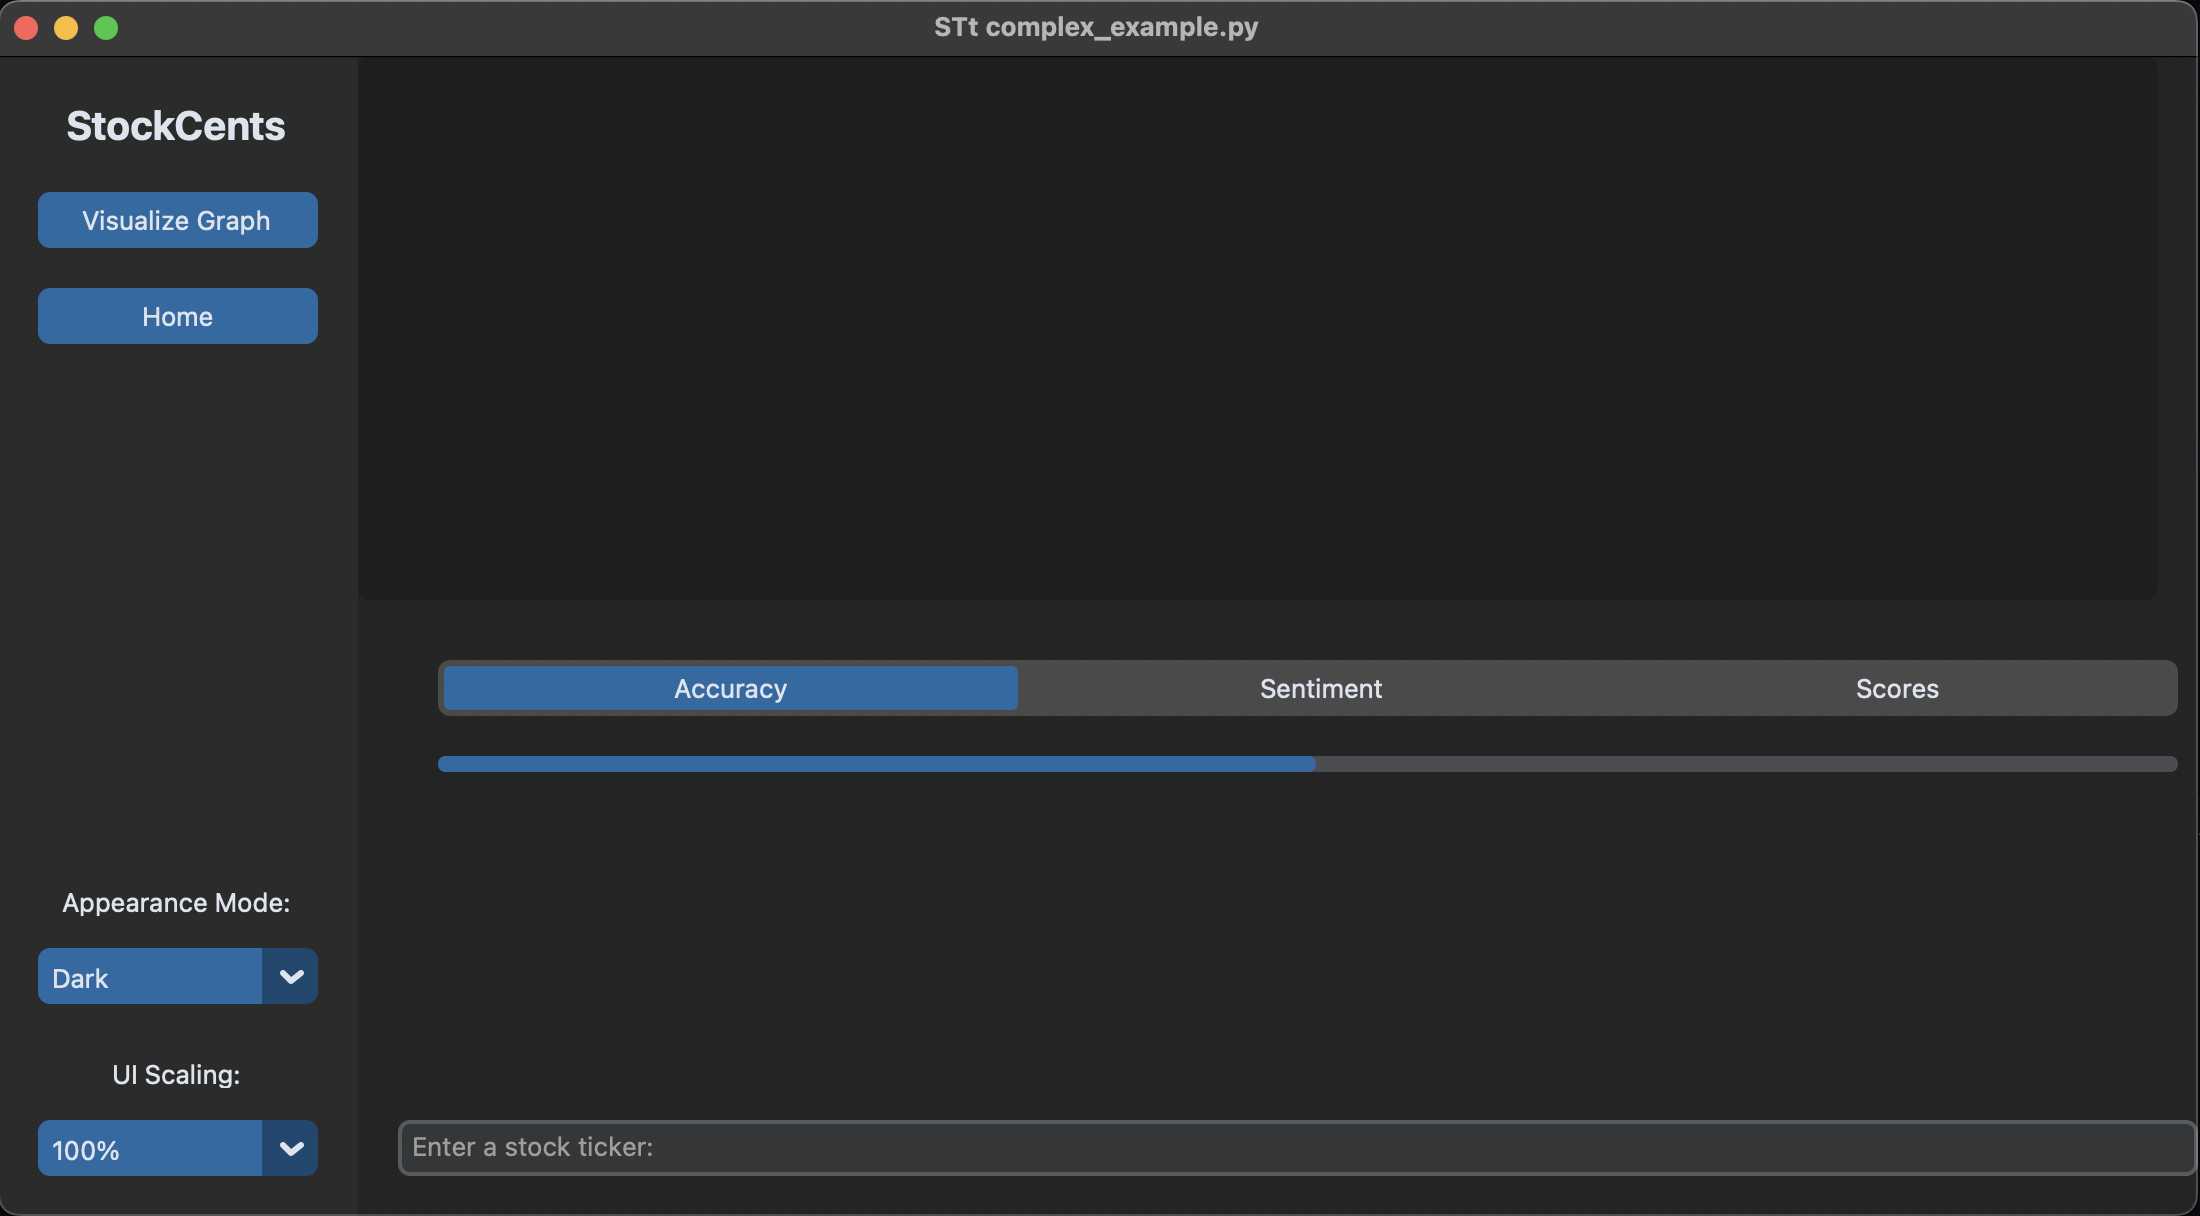 STt complex_example.py
StockCents
Visualize Graph
Home
Accuracy
Sentiment
Scores
Appearance Mode:
Dark
UI Scaling:
100%
Enter a stock ticker: